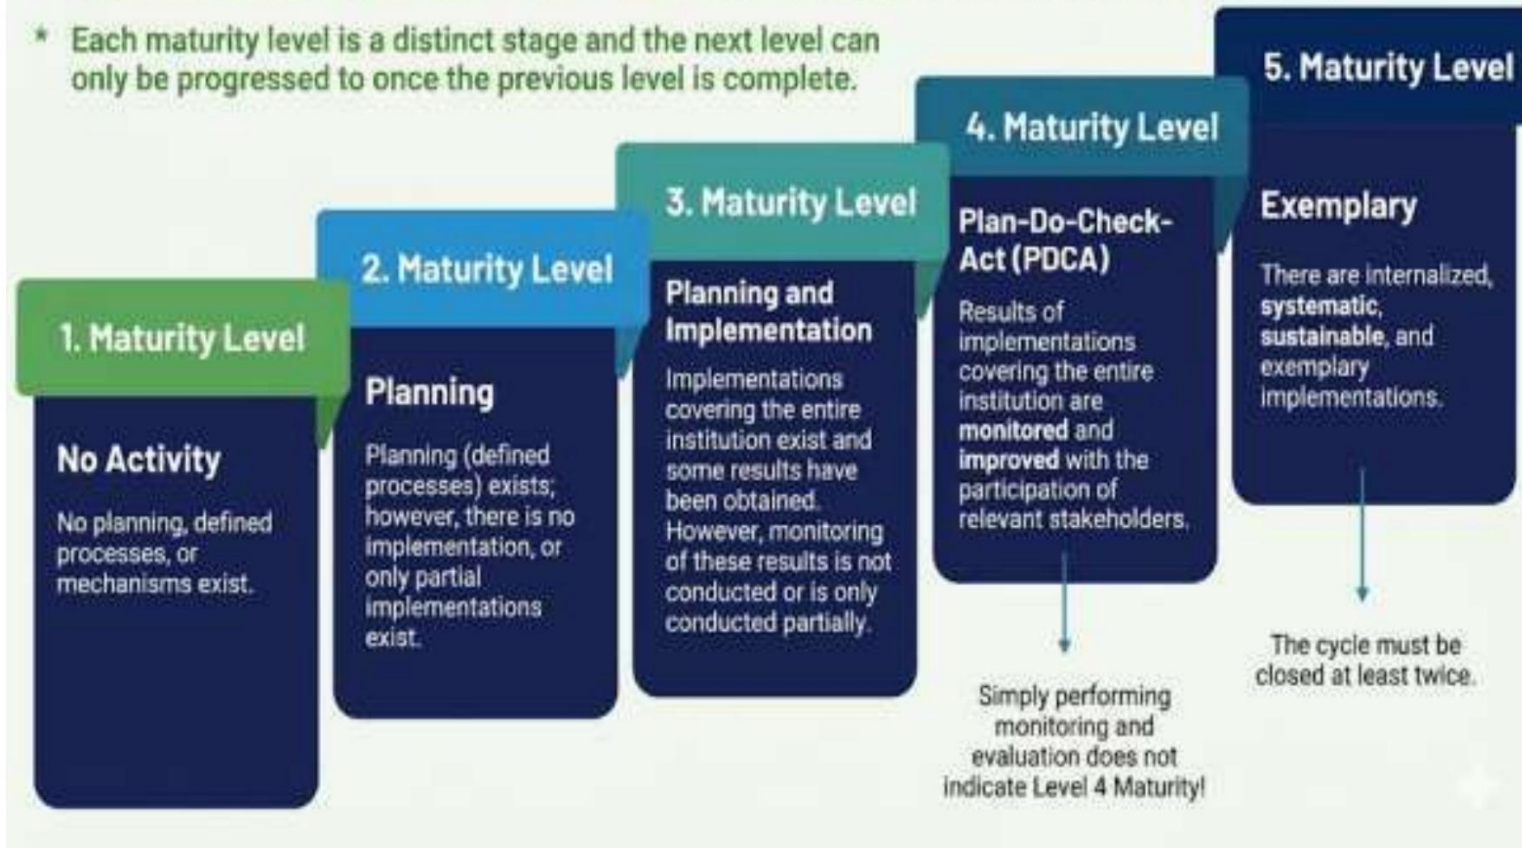 * Each maturity level is a distinct stage and the next level can
only be progressed to once the previous level is complete.
1. Maturity Level
No Activity
No planning, defined
processes, or
mechanisms exist.
2. Maturity Level
Planning
Planning (defined
processes) exists;
however, there is no
implementation, or
only partial
implementations
exist.
3. Maturity Level
Planning and
Implementation
Implementations
covering the entire
institution exist and
some results have
been obtained.
However, monitoring
of these results is not
conducted or is only
conducted partially.
4. Maturity Level
Plan-Do-Check-
Act (PDCA)
Results of
implementations
covering the entire
institution are
monitored and
improved with the
participation of
relevant stakeholders.
Simply performing
monitoring and
evaluation does not
indicate Level 4 Maturity!
5. Maturity Level
Exemplary
There are internalized,
systematic,
sustainable, and
exemplary
implementations.
The cycle must be
closed at least twice.